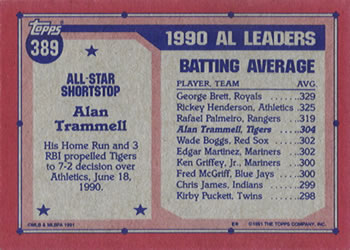 Topps
389
ALL-STAR
SHORTSTOP
Alan
Trammell
His Home Run and 3
RBI propelled Tigers
to 7-2 decision over
Athletics, June 18,
1990.
©MLB & MLBPA 1991
1990 AL LEADERS
BATTING AVERAGE
PLAYER, TEAM AVG.
George Brett, Royals .329
Rickey Henderson, Athletics .325
Rafael Palmeiro, Rangers .319
Alan Trammell, Tigers .304
Wade Boggs, Red Sox .302
Edgar Martinez, Mariners .302
Ken Griffey, Jr., Mariners .300
Fred McGriff, Blue Jays .300
Chris James, Indians .299
Kirby Puckett, Twins .298
©1991 THE TOPPS COMPANY, INC.